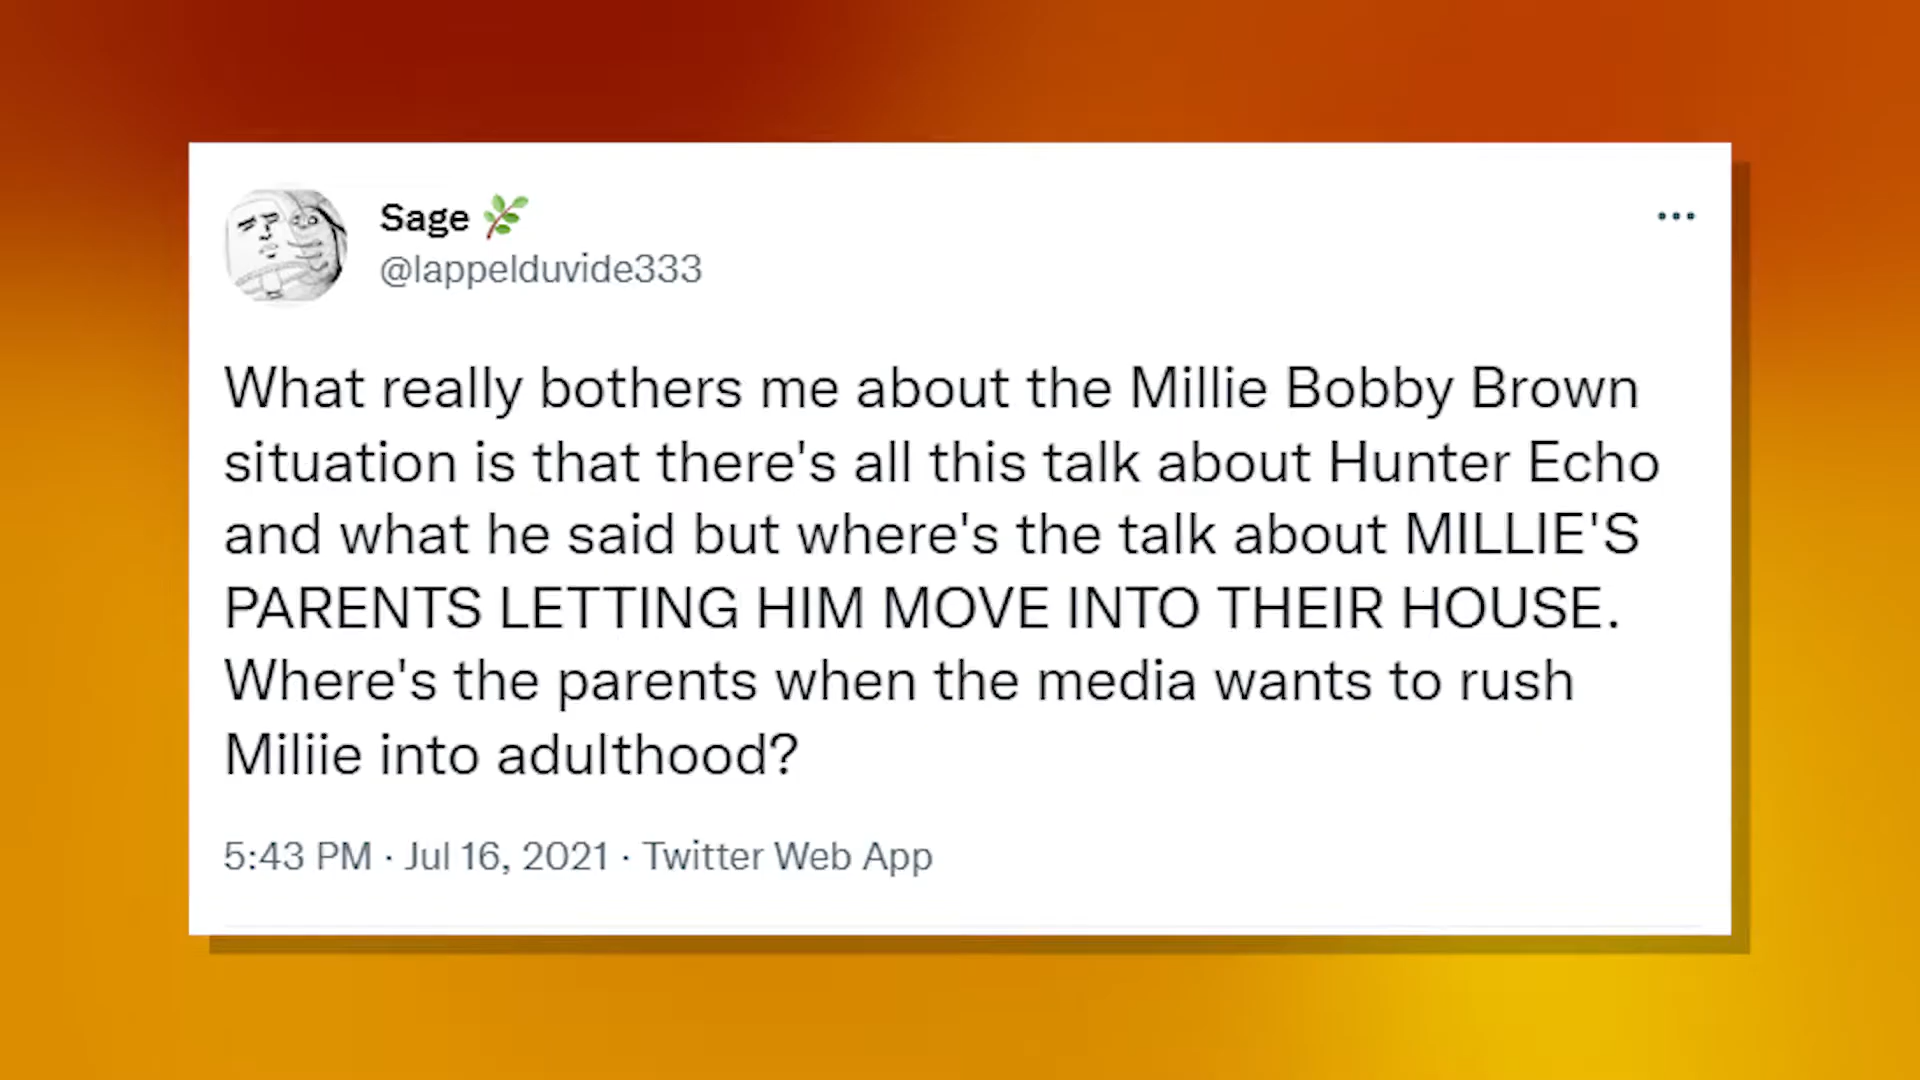 Sage 🌿
@lappelduvide333
What really bothers me about the Millie Bobby Brown
situation is that there's all this talk about Hunter Echo
and what he said but where's the talk about MILLIE'S
PARENTS LETTING HIM MOVE INTO THEIR HOUSE.
Where's the parents when the media wants to rush
Miliie into adulthood?
5:43 PM · Jul 16, 2021 · Twitter Web App